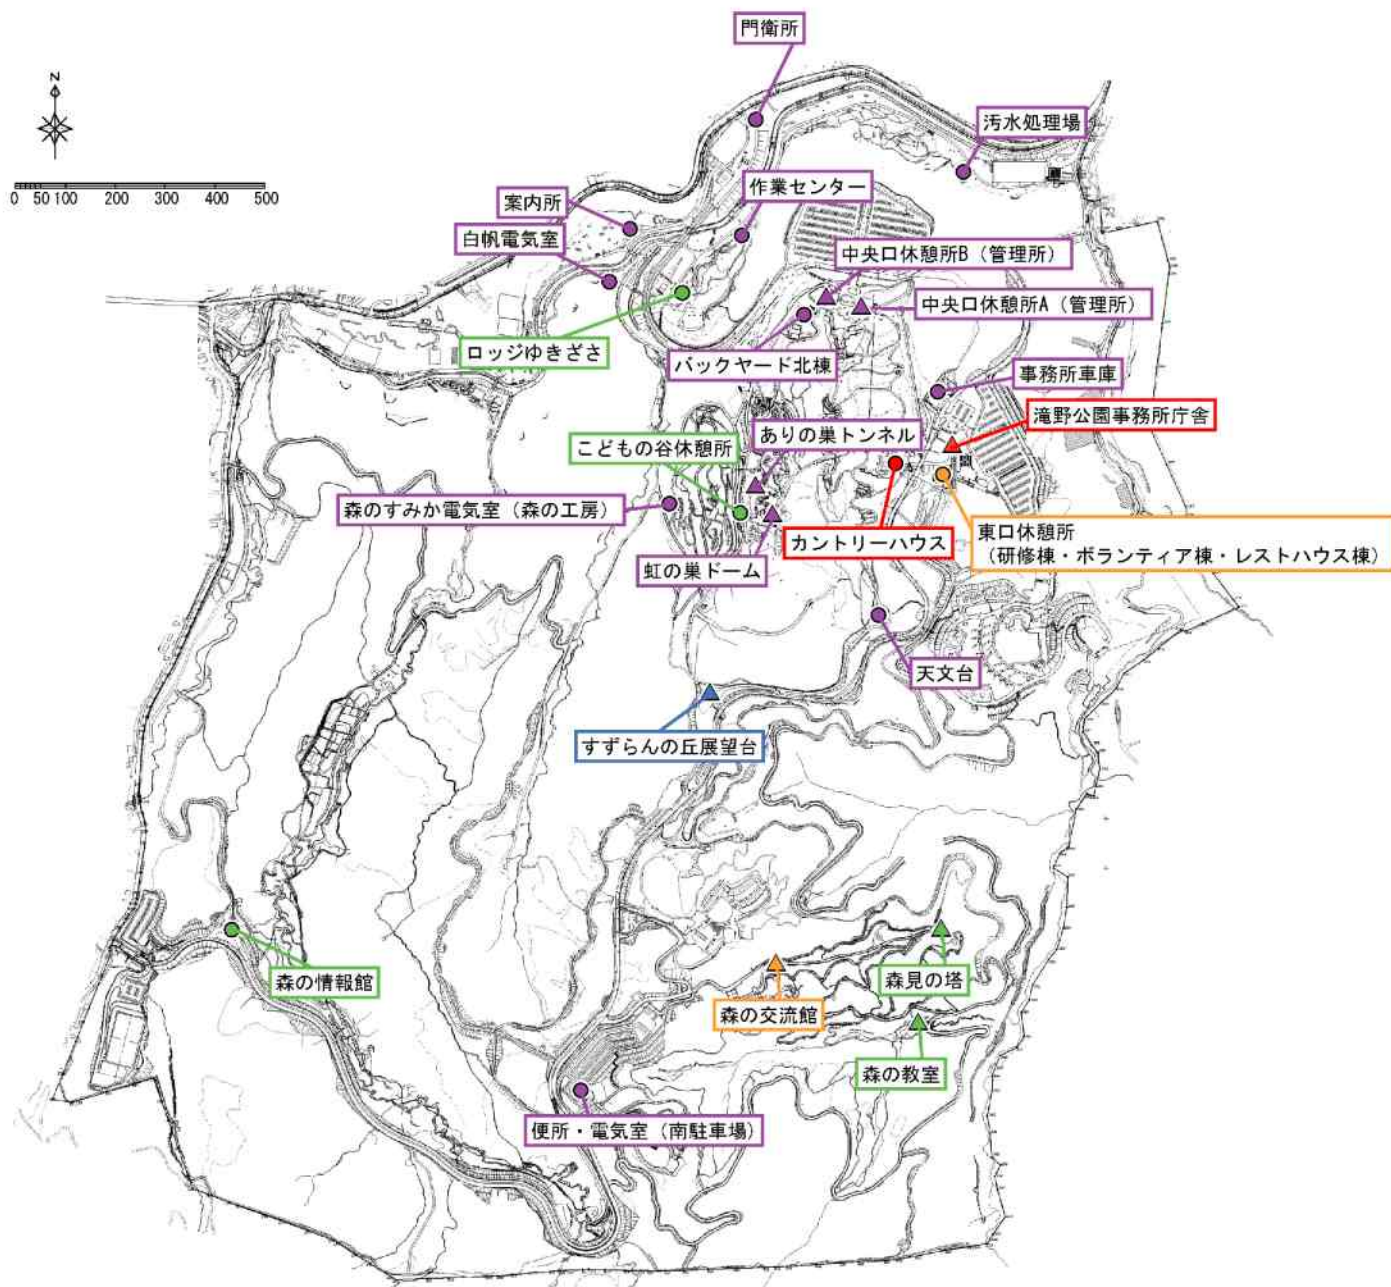 門衛所
N
汚水処理場
0 50 100 200 300 400 500
作業センター
案内所
白帆電気室
中央口休憩所B（管理所）
中央口休憩所A（管理所）
ロッジゆきざさ
バックヤード北棟
事務所車庫
滝野公園事務所庁舎
ありの巣トンネル
こどもの谷休憩所
森のすみか電気室（森の工房）
カントリーハウス
東口休憩所
（研修棟・ボランティア棟・レストハウス棟）
虹の巣ドーム
天文台
すずらんの丘展望台
森の情報館
森見の塔
森の交流館
森の教室
便所・電気室（南駐車場）